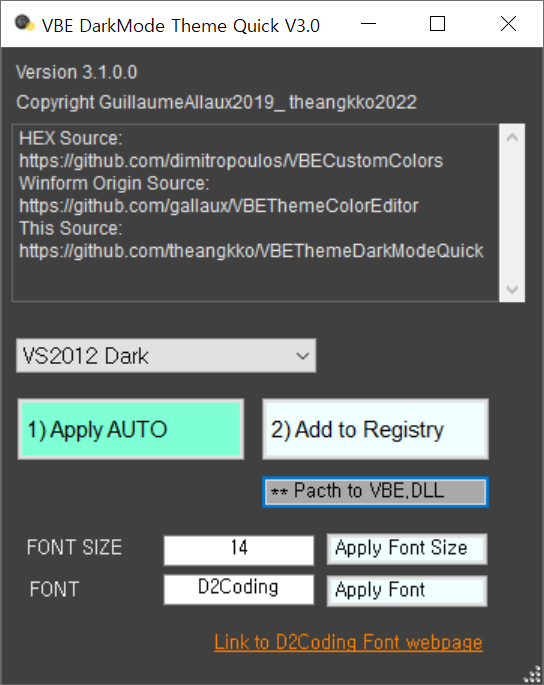 VBE DarkMode Theme Quick V3.0
Version 3.1.0.0
Copyright GuillaumeAllaux2019_ theangkko2022
HEX Source:
https://github.com/dimitropoulos/VBECustomColors
Winform Origin Source:
https://github.com/gallaux/VBEThemeColorEditor
This Source:
https://github.com/theangkko/VBEThemeDarkModeQuick
VS2012 Dark
1) Apply AUTO
2) Add to Registry
** Pacth to VBE,DLL
FONT SIZE
14
Apply Font Size
FONT
D2Coding
Apply Font
Link to D2Coding Font webpage